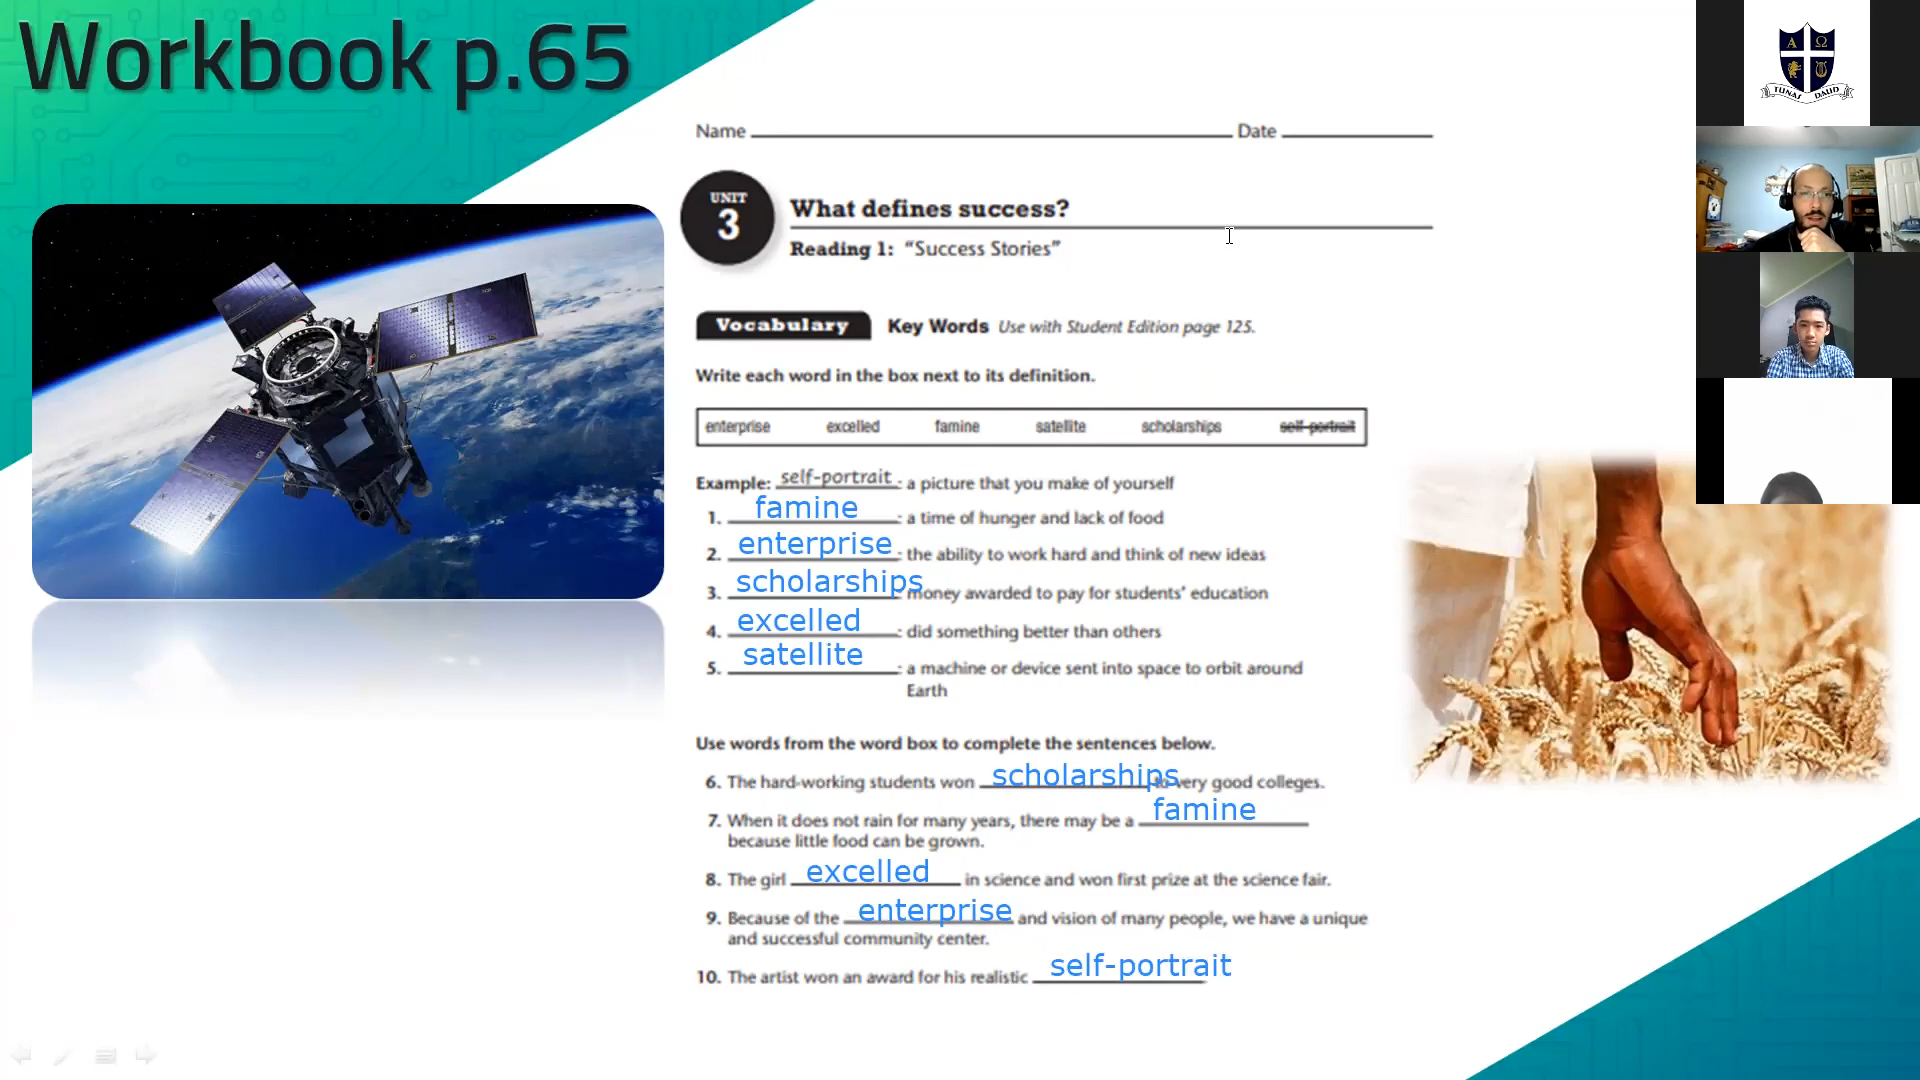 Workbook p.65
Α Ω
TUNAS DAUD
Name Date
UNIT
3
What defines success?
Reading 1: “Success Stories”
Vocabulary Key Words Use with Student Edition page 125.
Write each word in the box next to its definition.
enterprise excelled famine satellite scholarships self-portrait
Example: self-portrait : a picture that you make of yourself
1. famine : a time of hunger and lack of food
2. enterprise : the ability to work hard and think of new ideas
3. scholarships money awarded to pay for students’ education
4. excelled : did something better than others
5. satellite : a machine or device sent into space to orbit around
Earth
Use words from the word box to complete the sentences below.
6. The hard-working students won scholarships to very good colleges.
7. When it does not rain for many years, there may be a famine
because little food can be grown.
8. The girl excelled in science and won first prize at the science fair.
9. Because of the enterprise and vision of many people, we have a unique
and successful community center.
10. The artist won an award for his realistic self-portrait